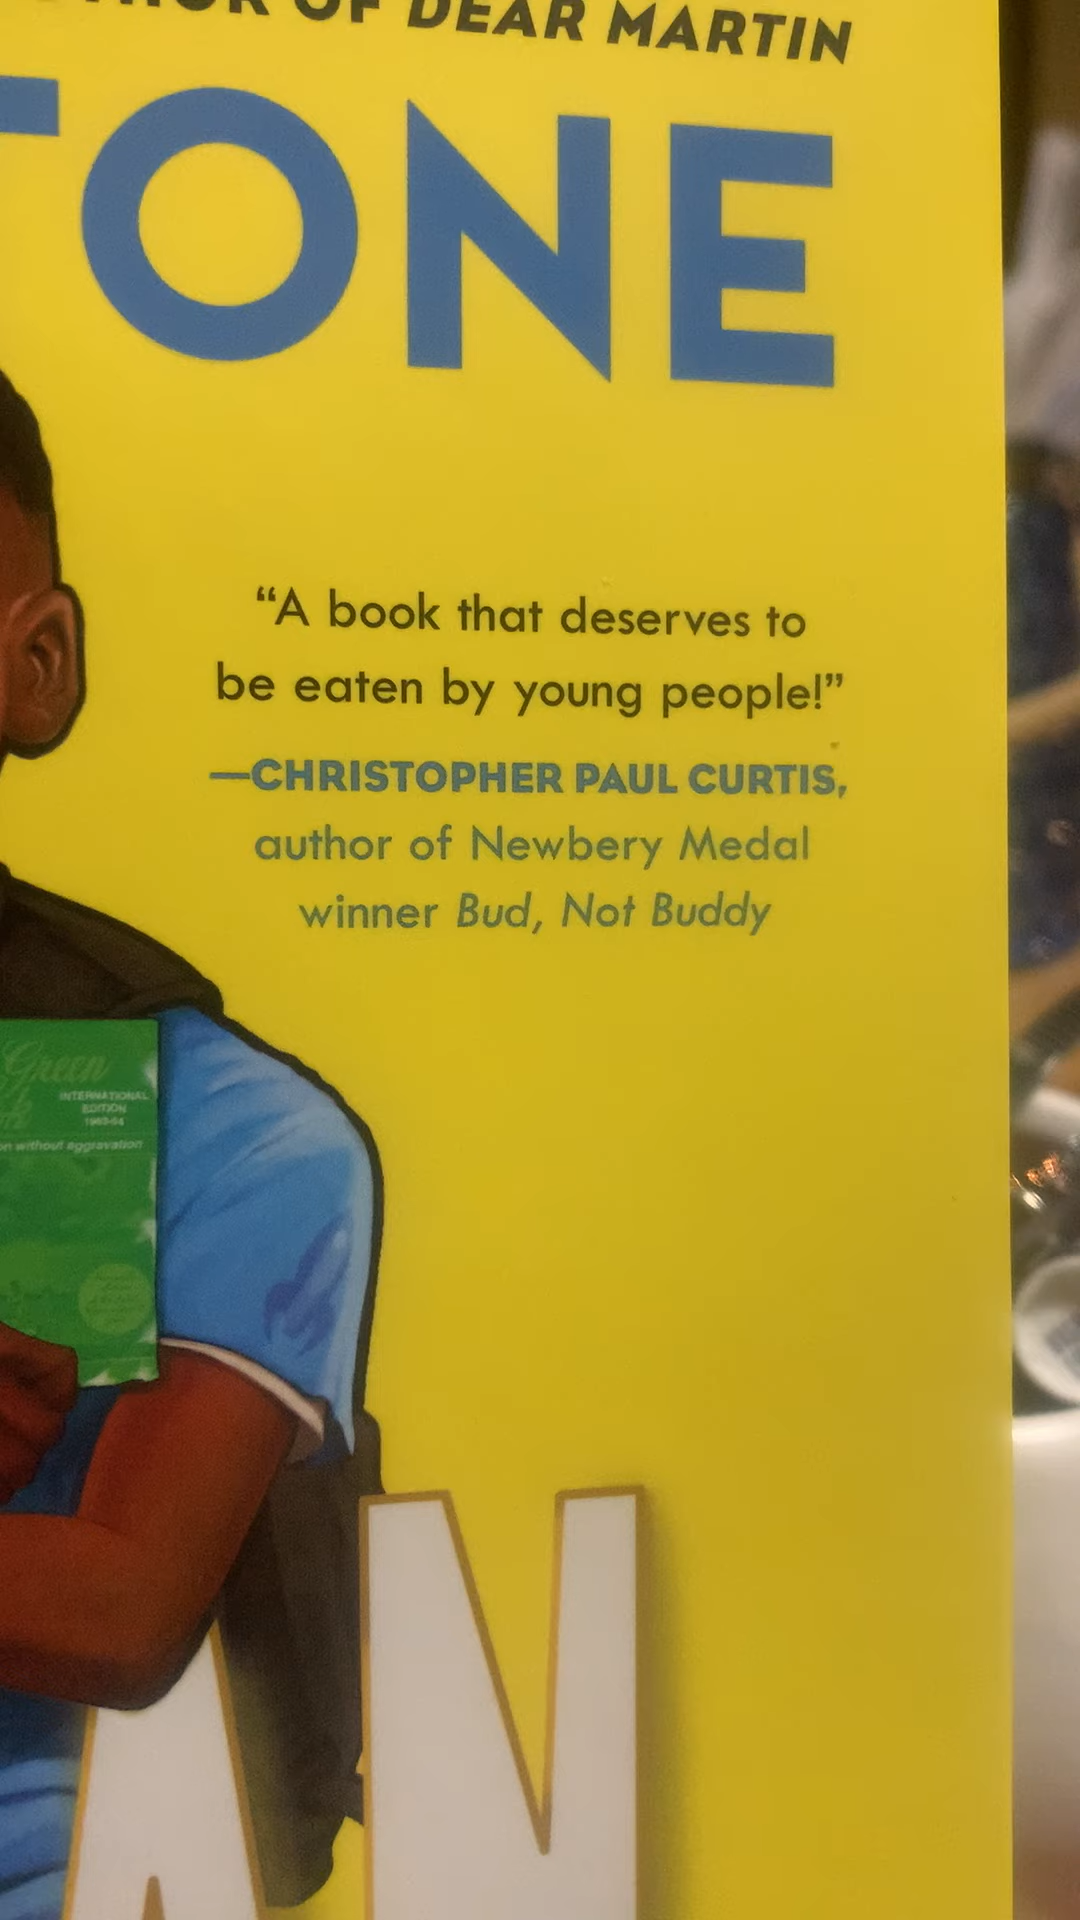 OF DEAR MARTIN
TONE
“A book that deserves to
be eaten by young people!”
—CHRISTOPHER PAUL CURTIS,
author of Newbery Medal
winner Bud, Not Buddy
Green
INTERNATIONAL
EDITION
1963-64
on without aggravation
AN